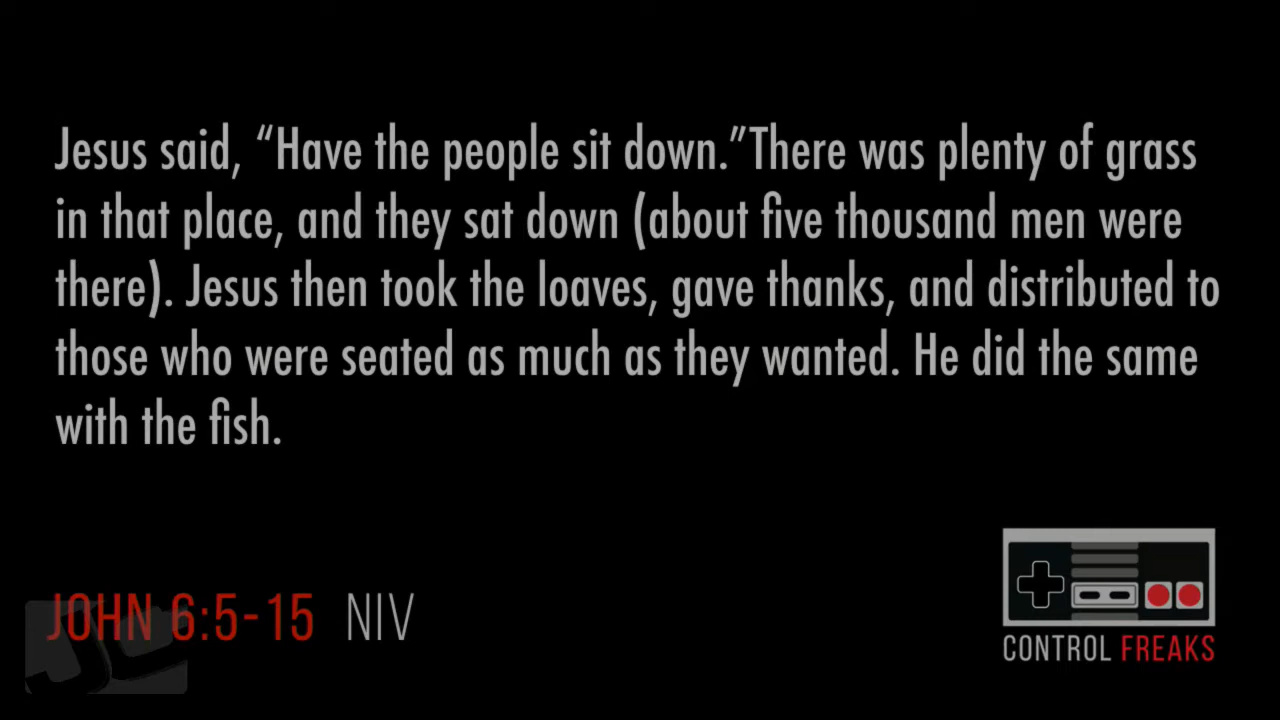 Jesus said, “Have the people sit down.”There was plenty of grass
in that place, and they sat down (about five thousand men were
there). Jesus then took the loaves, gave thanks, and distributed to
those who were seated as much as they wanted. He did the same
with the fish.
JOHN 6:5-15 NIV
CONTROL FREAKS